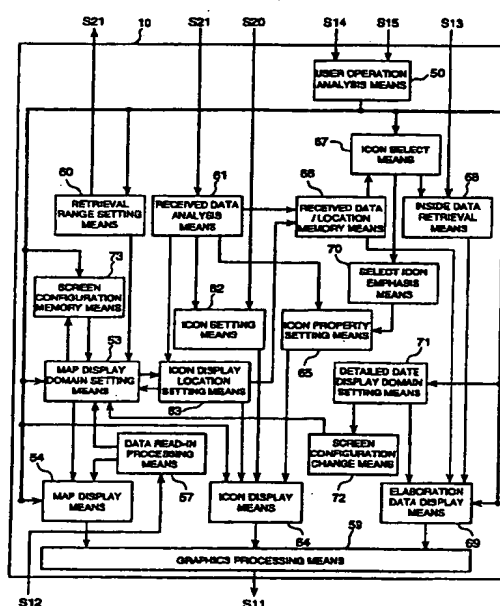 S21 10 S21 S20 S14 S15 S13
USER OPERATION
ANALYSIS MEANS
50
67
ICON SELECT
MEANS
60
RETRIEVAL
RANGE SETTING
MEANS
61
RECEIVED DATA
ANALYSIS
MEANS
66
RECEIVED DATA
/ LOCATION
MEMORY MEANS
68
INSIDE DATA
RETRIEVAL
MEANS
73
SCREEN
CONFIGURATION
MEMORY MEANS
62
ICON SETTING
MEANS
70
SELECT ICON
EMPHASIS
MEANS
ICON PROPERTY
SETTING MEANS
65
53
MAP DISPLAY
DOMAIN SETTING
MEANS
ICON DISPLAY
LOCATION
SETTING MEANS
63
71
DETAILED DATE
DISPLAY DOMAIN
SETTING MEANS
54
MAP DISPLAY
MEANS
DATA READ-IN
PROCESSING
MEANS
57
SCREEN
CONFIGURATION
CHANGE MEANS
72
ICON DISPLAY
MEANS
64
ELABORATION
DATA DISPLAY
MEANS
69
GRAPHICS PROCESSING MEANS
S12 S11